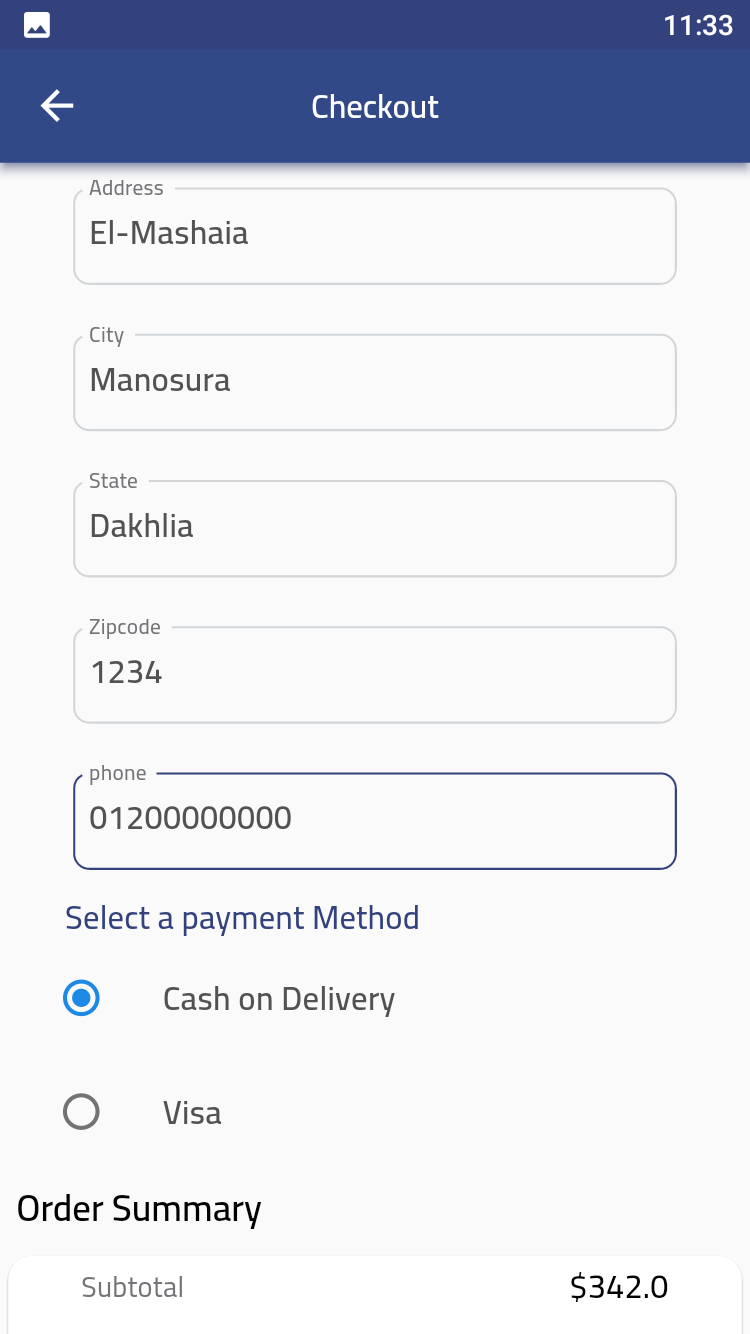 11:33
Checkout
Address
El-Mashaia
City
Manosura
State
Dakhlia
Zipcode
1234
phone
01200000000
Select a payment Method
Cash on Delivery
Visa
Order Summary
Subtotal $342.0